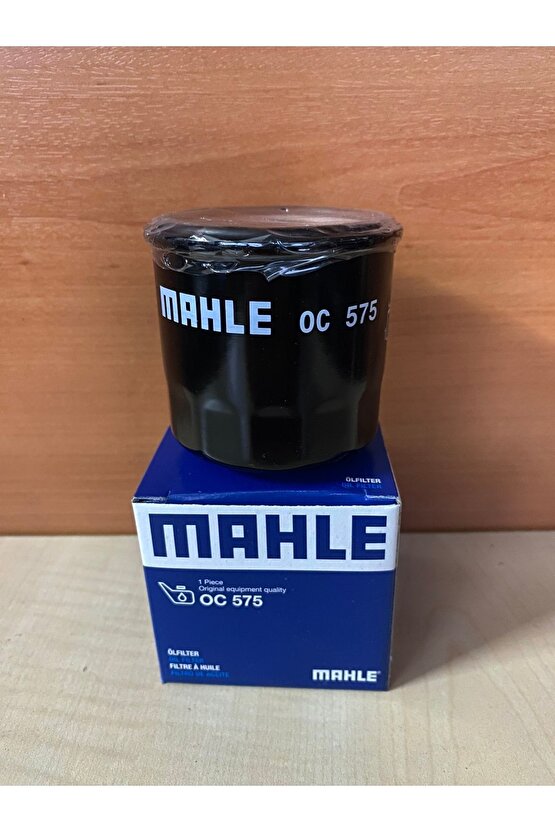 MAHLE OC 575
ÖLFILTER
OIL FILTER
MAHLE
1 Piece
Original equipment quality
OC 575
ÖLFILTER
OIL FILTER
FILTRE À HUILE
FILTRO DE ACEITE
MAHLE